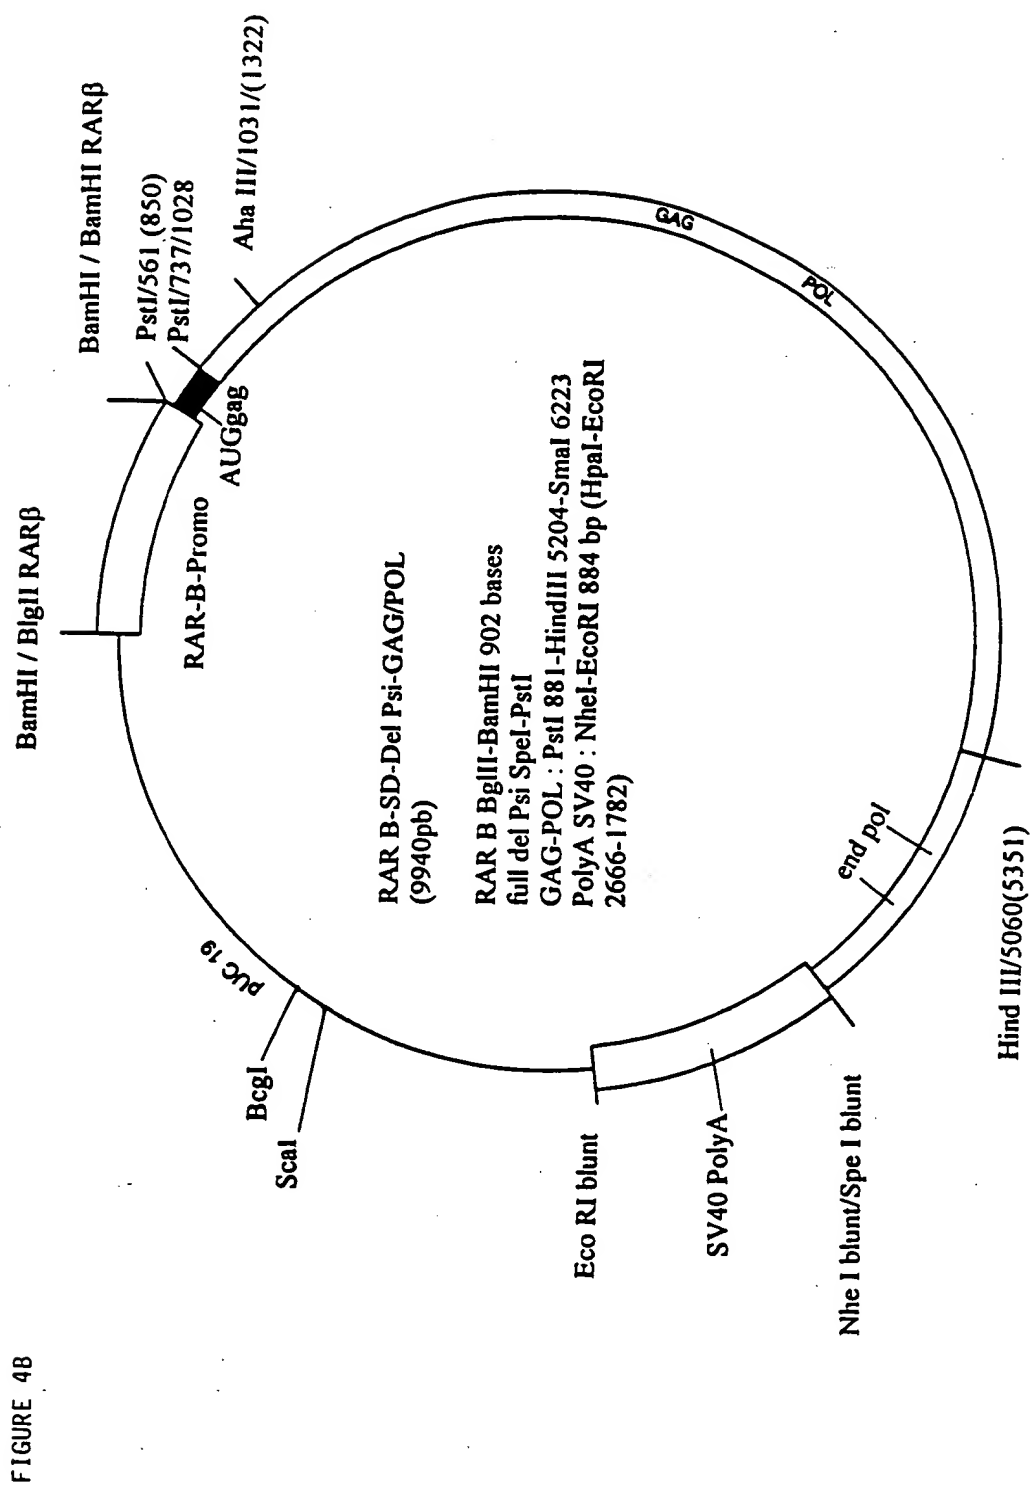 FIGURE 4B
BamHI / BlgII RARβ
BamHI / BamHI RARβ
PstI/561 (850)
PstI/737/1028
Aha III/1031/(1322)
RAR-B-Promo
AUGgag
GAG
POL
pUC 19
BcgI
ScaI
RAR B-SD-Del Psi-GAG/POL
(9940pb)
RAR B BglII-BamHI 902 bases
full del Psi SpeI-PstI
GAG-POL : PstI 881-HindIII 5204-SmaI 6223
PolyA SV40 : NheI-EcoRI 884 bp (HpaI-EcoRI
2666-1782)
end pol
Eco RI blunt
SV40 PolyA
Nhe I blunt/Spe I blunt
Hind III/5060(5351)